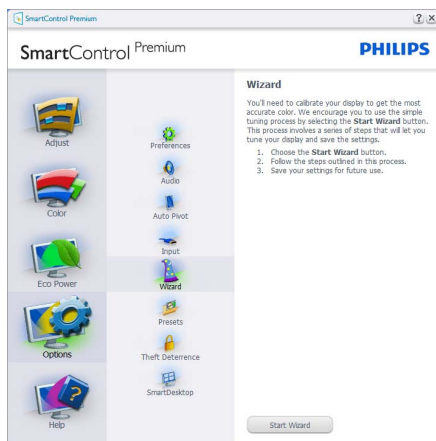 SmartControl Premium
SmartControl Premium
PHILIPS
Adjust
Color
Eco Power
Options
Help
Preferences
Audio
Auto Pivot
Input
Wizard
Presets
Theft Deterrence
SmartDesktop
Wizard
You'll need to calibrate your display to get the most
accurate color. We encourage you to use the simple
tuning process by selecting the Start Wizard button.
This process involves a series of steps that will let you
tune your display and save the settings.
1. Choose the Start Wizard button.
2. Follow the steps outlined in this process.
3. Save your settings for future use.
Start Wizard